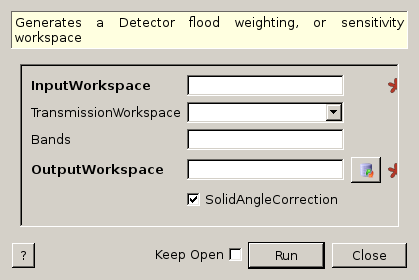 Generates a Detector flood weighting, or sensitivity
workspace
InputWorkspace
TransmissionWorkspace
Bands
OutputWorkspace
SolidAngleCorrection
? Keep Open Run Close